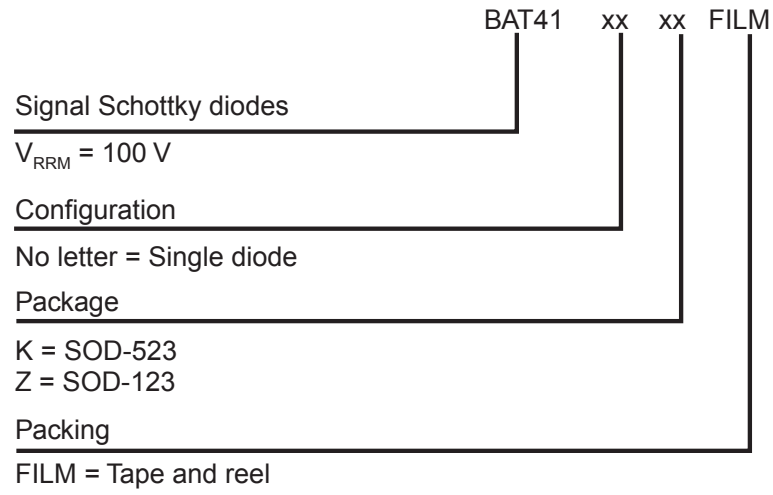 BAT41 xx xx FILM
Signal Schottky diodes
V_RRM = 100 V
Configuration
No letter = Single diode
Package
K = SOD-523
Z = SOD-123
Packing
FILM = Tape and reel